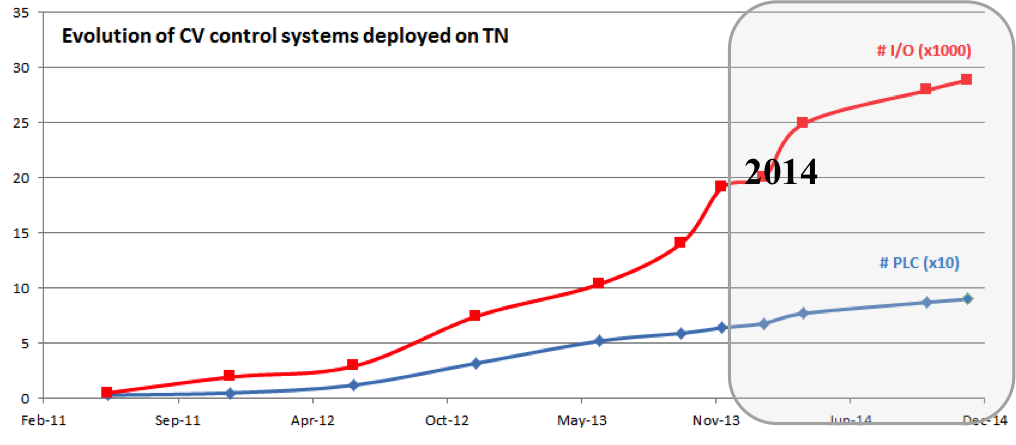 Evolution of CV control systems deployed on TN
35
30
25
20
15
10
5
0
# I/O (x1000)
2014
# PLC (x10)
Feb-11 Sep-11 Apr-12 Oct-12 May-13 Nov-13 Jun-14 Dec-14